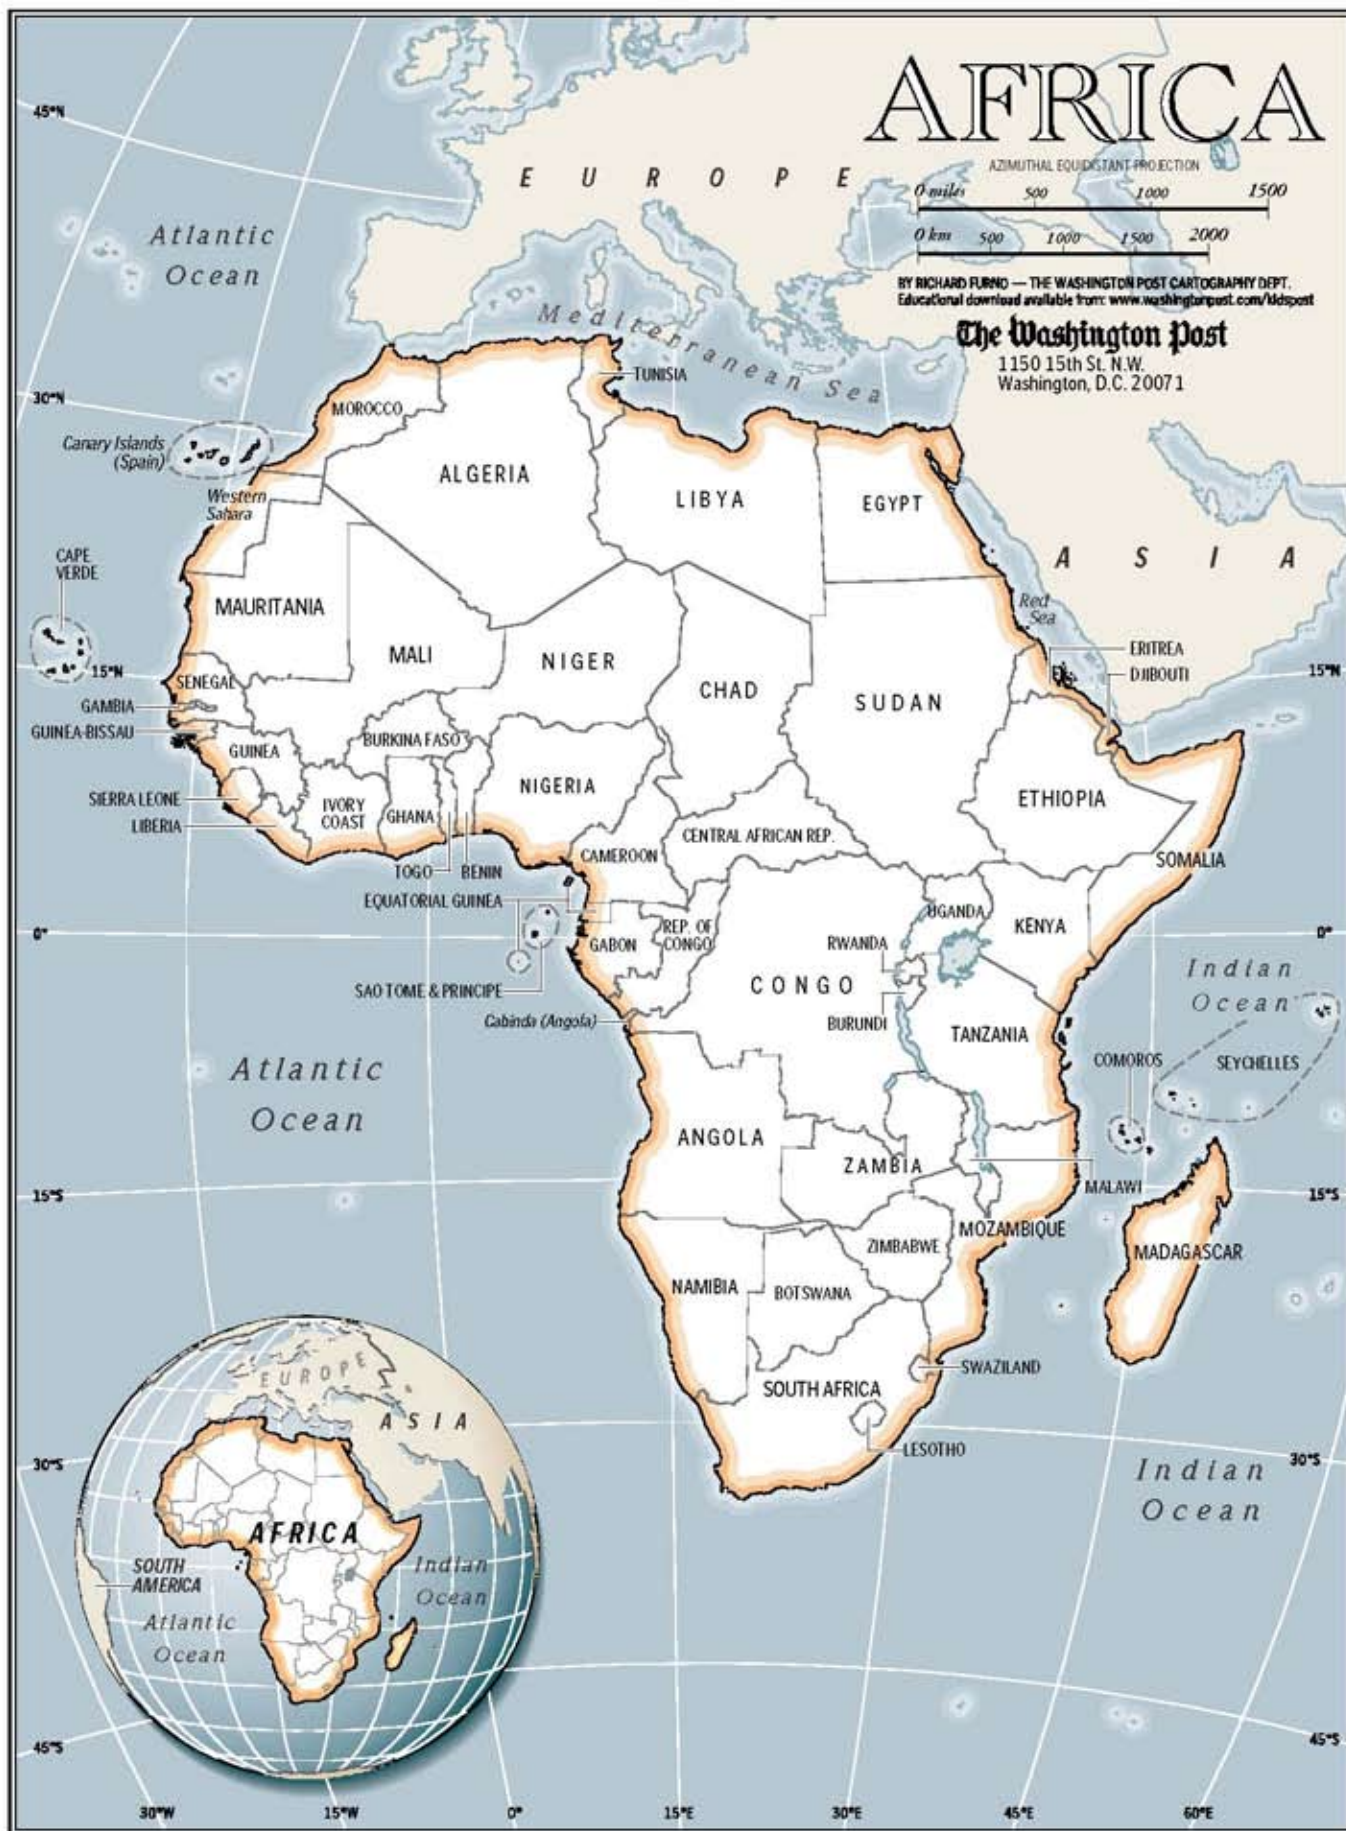 AFRICA
AZIMUTHAL EQUIDISTANT PROJECTION
0 miles 500 1000 1500
0 km 500 1000 1500 2000
BY RICHARD FURNO — THE WASHINGTON POST CARTOGRAPHY DEPT.
Educational download available from: www.washingtonpost.com/kidspost
The Washington Post
1150 15th St. N.W.
Washington, D.C. 20071
45°N
EUROPE
Atlantic
Ocean
Mediterranean Sea
TUNISIA
30°N
MOROCCO
Canary Islands
(Spain)
ALGERIA
LIBYA
EGYPT
Western
Sahara
ASIA
CAPE
VERDE
MAURITANIA
Red
Sea
MALI
NIGER
ERITREA
15°N
SENEGAL
CHAD
DJIBOUTI
15°N
GAMBIA
SUDAN
GUINEA-BISSAU
GUINEA
BURKINA FASO
NIGERIA
SIERRA LEONE
IVORY
COAST
GHANA
ETHIOPIA
LIBERIA
CENTRAL AFRICAN REP.
CAMEROON
SOMALIA
TOGO
BENIN
EQUATORIAL GUINEA
UGANDA
KENYA
0°
GABON
REP. OF
CONGO
RWANDA
0°
Indian
Ocean
CONGO
SAO TOME & PRINCIPE
Cabinda (Angola)
BURUNDI
TANZANIA
COMOROS
SEYCHELLES
Atlantic
Ocean
ANGOLA
ZAMBIA
MALAWI
15°S
15°S
MOZAMBIQUE
ZIMBABWE
MADAGASCAR
NAMIBIA
BOTSWANA
SWAZILAND
SOUTH AFRICA
LESOTHO
30°S
30°S
Indian
Ocean
EUROPE
ASIA
AFRICA
SOUTH
AMERICA
Indian
Ocean
Atlantic
Ocean
45°S
45°S
30°W 15°W 0° 15°E 30°E 45°E 60°E